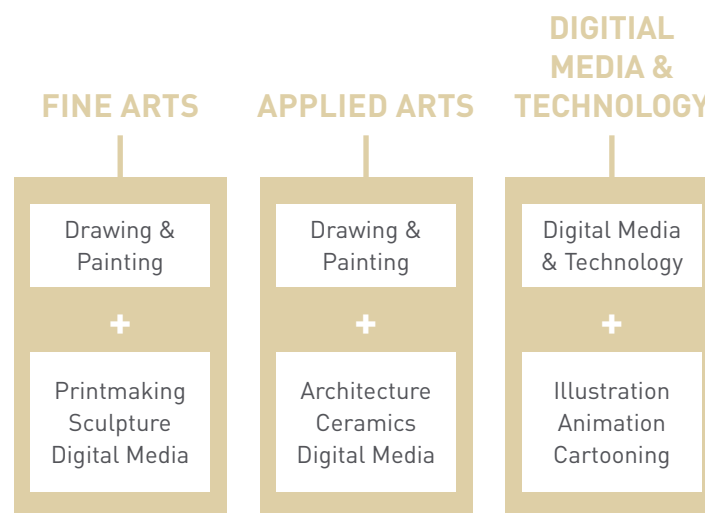 FINE ARTS
Drawing &
Painting
+
Printmaking
Sculpture
Digital Media
APPLIED ARTS
Drawing &
Painting
+
Architecture
Ceramics
Digital Media
DIGITIAL
MEDIA &
TECHNOLOGY
Digital Media
& Technology
+
Illustration
Animation
Cartooning